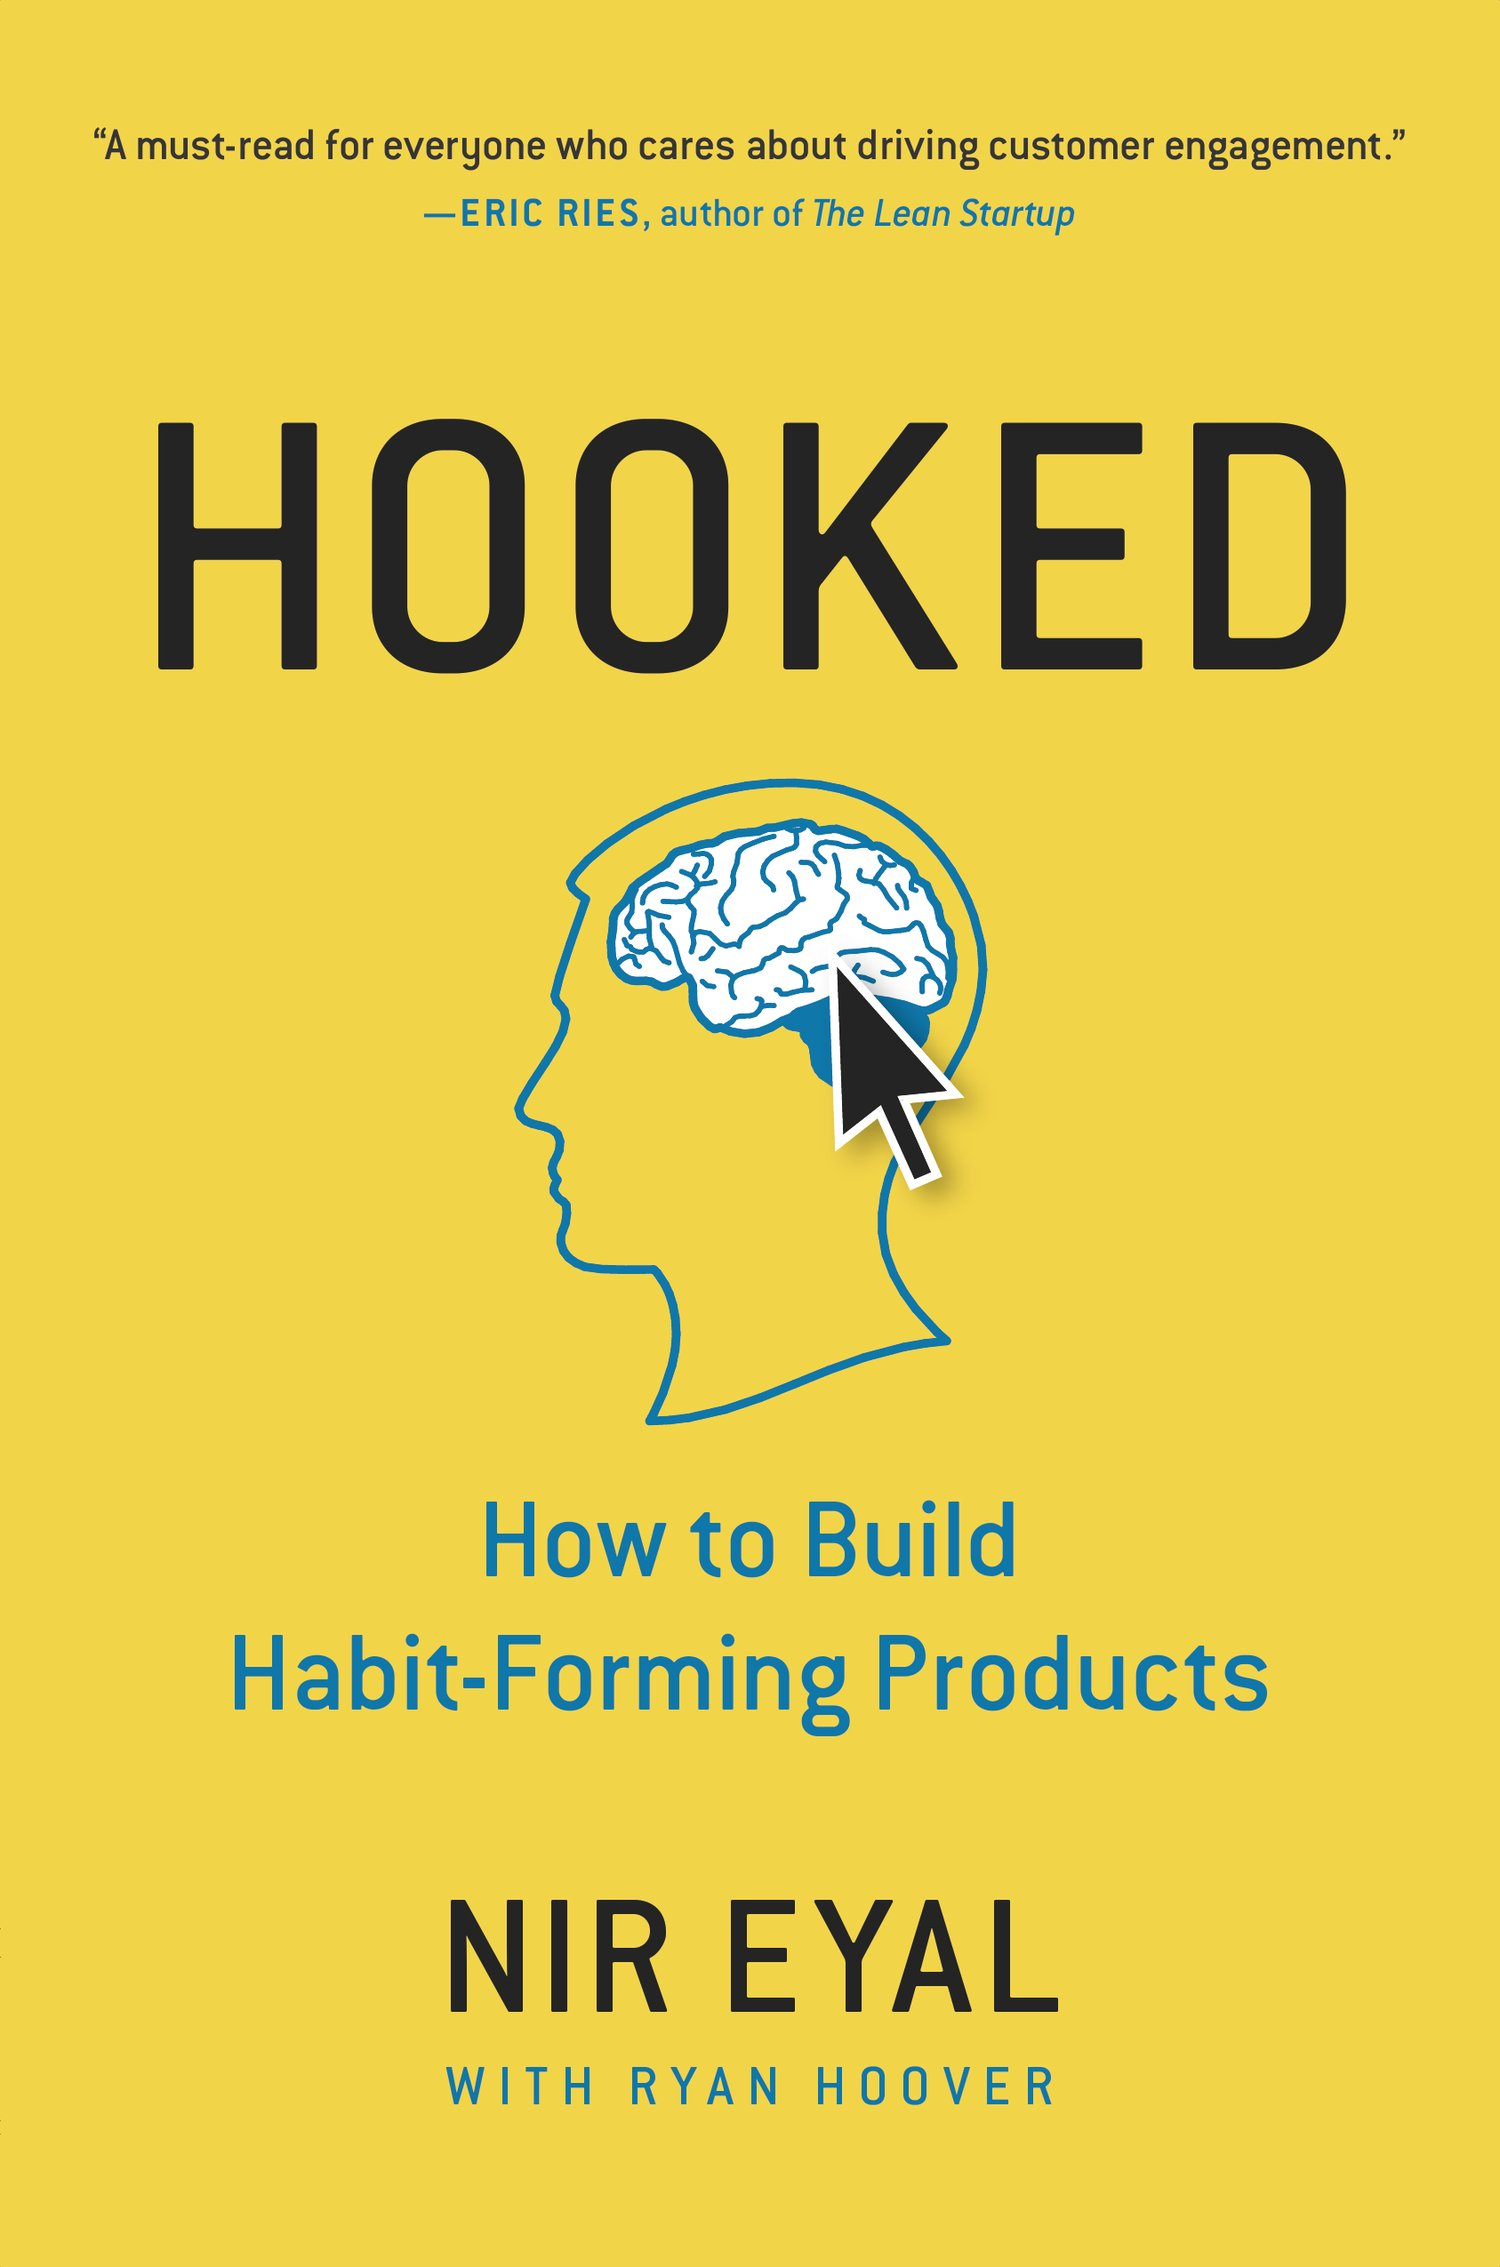 “A must-read for everyone who cares about driving customer engagement.”
—ERIC RIES, author of The Lean Startup
HOOKED
How to Build
Habit-Forming Products
NIR EYAL
WITH RYAN HOOVER